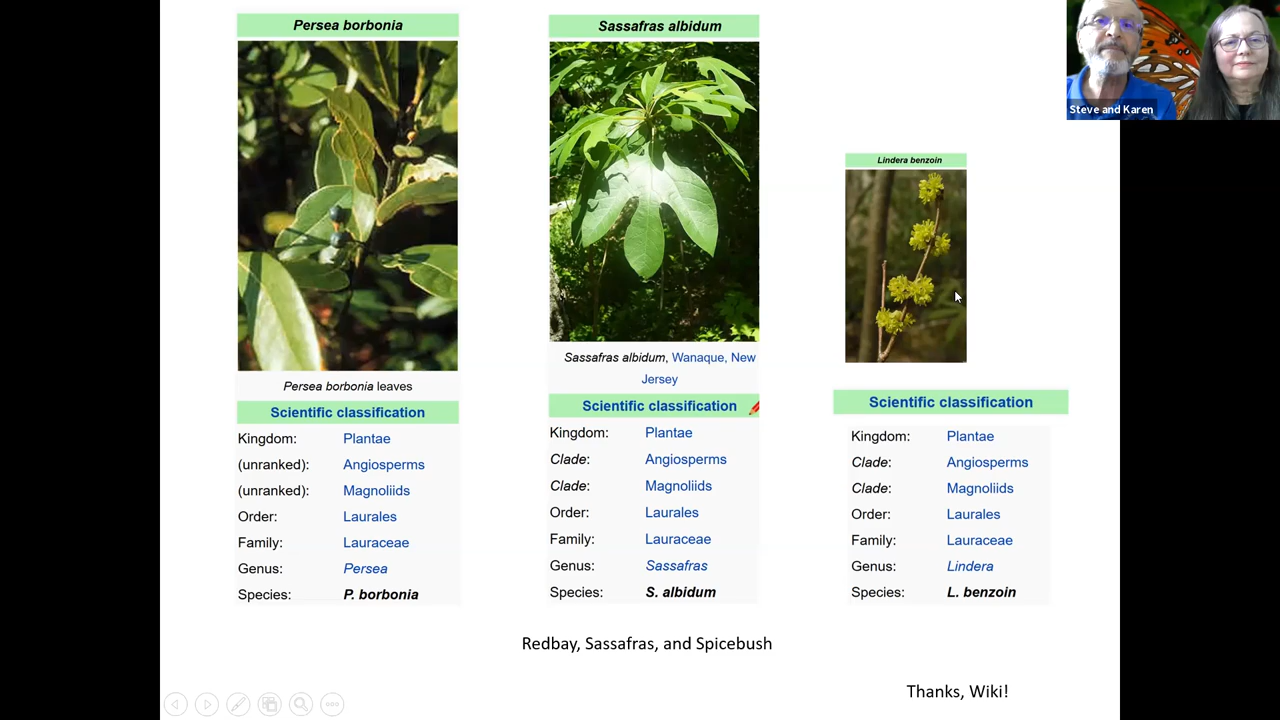 Persea borbonia
Persea borbonia leaves
Scientific classification
Kingdom: Plantae
(unranked): Angiosperms
(unranked): Magnoliids
Order: Laurales
Family: Lauraceae
Genus: Persea
Species: P. borbonia
Sassafras albidum
Sassafras albidum, Wanaque, New
Jersey
Scientific classification
Kingdom: Plantae
Clade: Angiosperms
Clade: Magnoliids
Order: Laurales
Family: Lauraceae
Genus: Sassafras
Species: S. albidum
Lindera benzoin
Scientific classification
Kingdom: Plantae
Clade: Angiosperms
Clade: Magnoliids
Order: Laurales
Family: Lauraceae
Genus: Lindera
Species: L. benzoin
Steve and Karen
Redbay, Sassafras, and Spicebush
Thanks, Wiki!